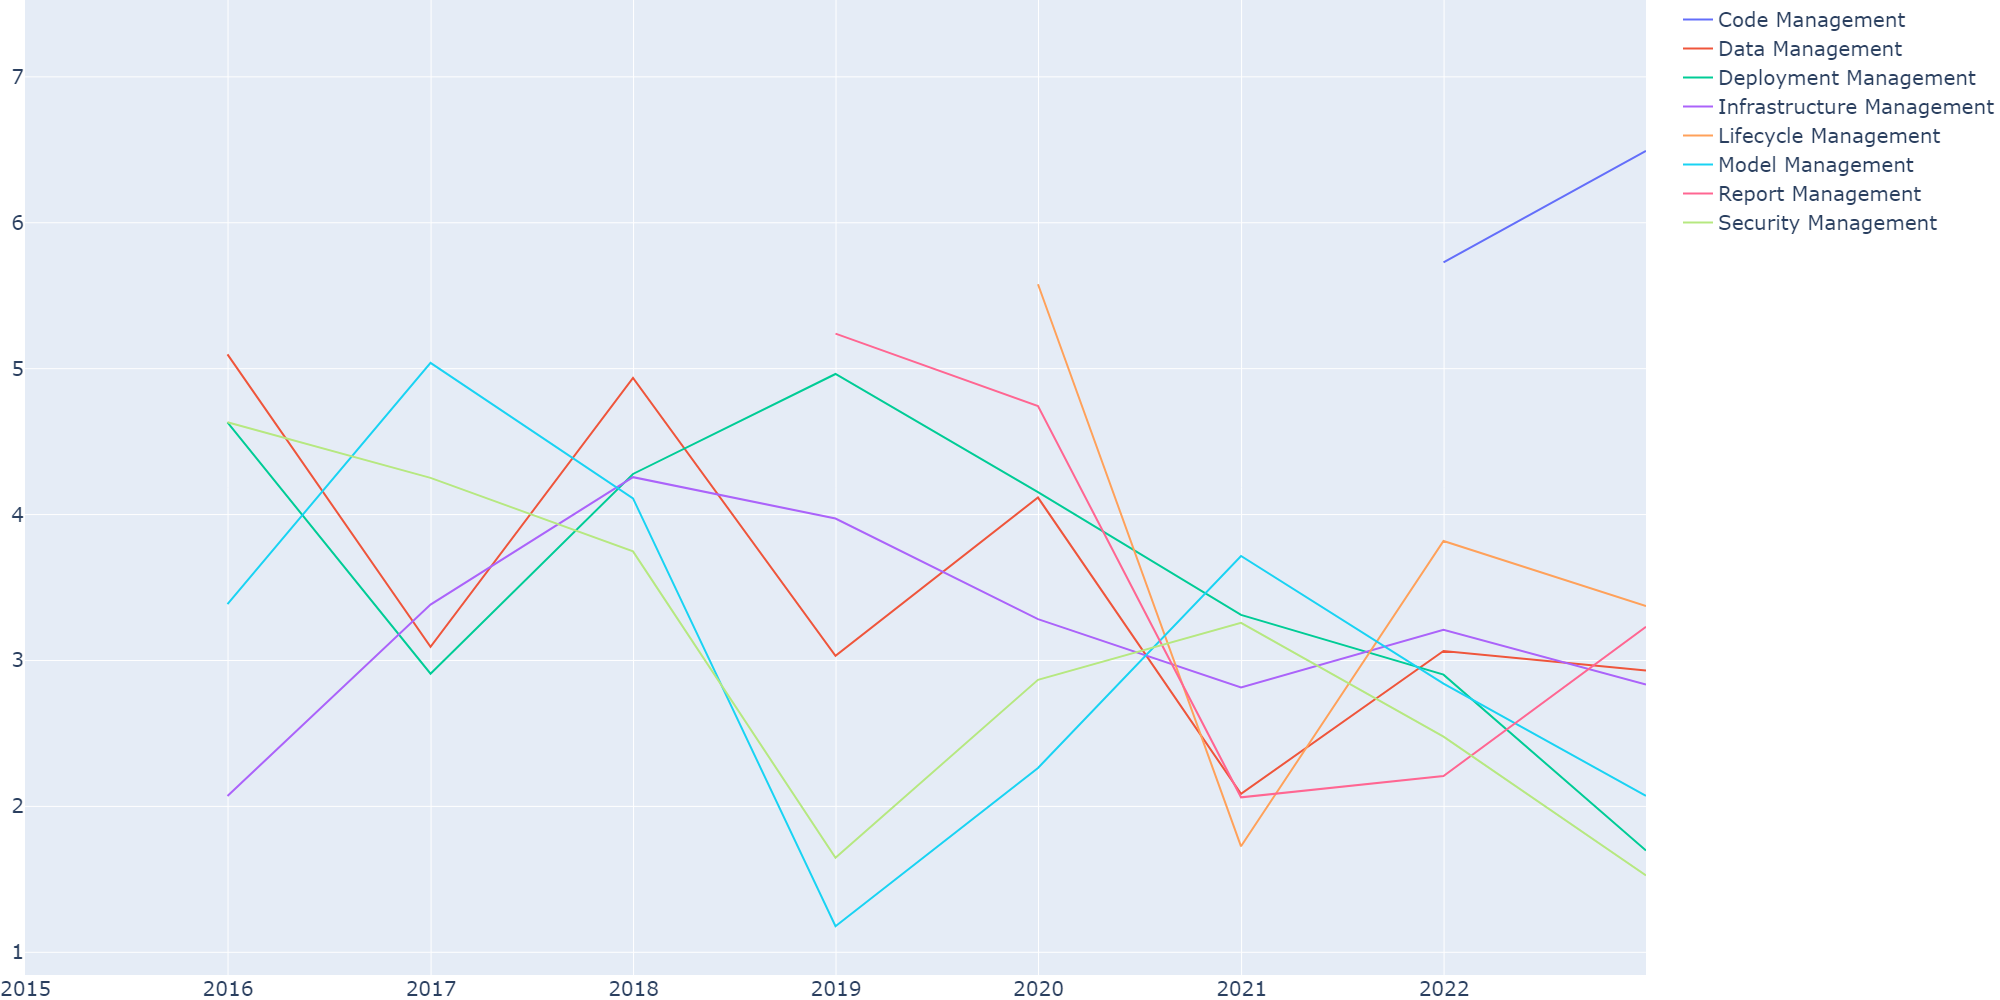 Code Management
Data Management
Deployment Management
Infrastructure Management
Lifecycle Management
Model Management
Report Management
Security Management
7
6
5
4
3
2
1
2015 2016 2017 2018 2019 2020 2021 2022